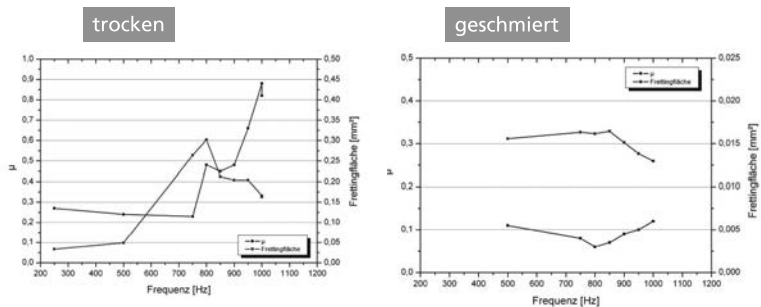 trocken
geschmiert
1,0
0,9
0,8
0,7
0,6
0,5
0,4
0,3
0,2
0,1
0,0
µ
0,50
0,45
0,40
0,35
0,30
0,25
0,20
0,15
0,10
0,05
0,00
Frettingfläche [mm²]
µ
Frettingfläche
200 300 400 500 600 700 800 900 1000 1100 1200
Frequenz [Hz]
0,5
0,4
0,3
0,2
0,1
0,0
µ
0,025
0,020
0,015
0,010
0,005
0,000
Frettingfläche [mm²]
µ
Frettingfläche
200 300 400 500 600 700 800 900 1000 1100 1200
Frequenz [Hz]